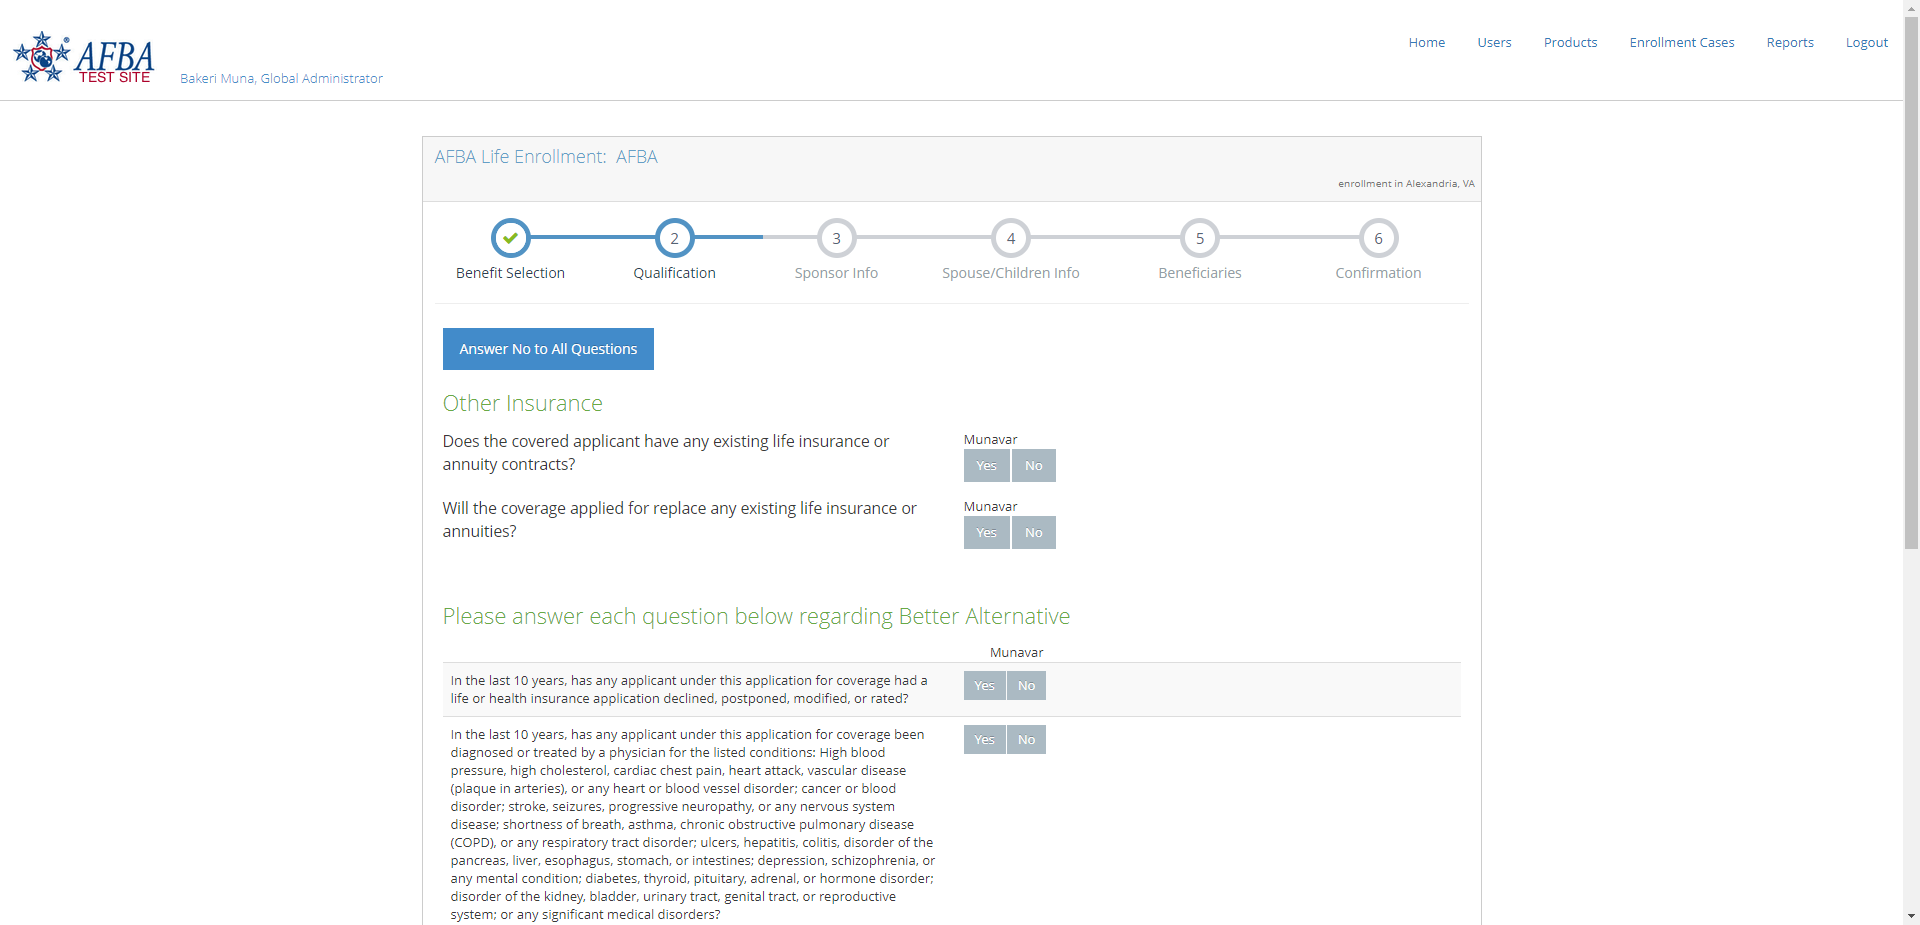 AFBA
TEST SITE
Bakeri Muna, Global Administrator
Home Users Products Enrollment Cases Reports Logout
AFBA Life Enrollment: AFBA
enrollment in Alexandria, VA
2 3 4 5 6
Benefit Selection Qualification Sponsor Info Spouse/Children Info Beneficiaries Confirmation
Answer No to All Questions
Other Insurance
Does the covered applicant have any existing life insurance or
annuity contracts?
Munavar
Yes No
Will the coverage applied for replace any existing life insurance or
annuities?
Munavar
Yes No
Please answer each question below regarding Better Alternative
Munavar
In the last 10 years, has any applicant under this application for coverage had a
life or health insurance application declined, postponed, modified, or rated?
Yes No
In the last 10 years, has any applicant under this application for coverage been
diagnosed or treated by a physician for the listed conditions: High blood
pressure, high cholesterol, cardiac chest pain, heart attack, vascular disease
(plaque in arteries), or any heart or blood vessel disorder; cancer or blood
disorder; stroke, seizures, progressive neuropathy, or any nervous system
disease; shortness of breath, asthma, chronic obstructive pulmonary disease
(COPD), or any respiratory tract disorder; ulcers, hepatitis, colitis, disorder of the
pancreas, liver, esophagus, stomach, or intestines; depression, schizophrenia, or
any mental condition; diabetes, thyroid, pituitary, adrenal, or hormone disorder;
disorder of the kidney, bladder, urinary tract, genital tract, or reproductive
system; or any significant medical disorders?
Yes No